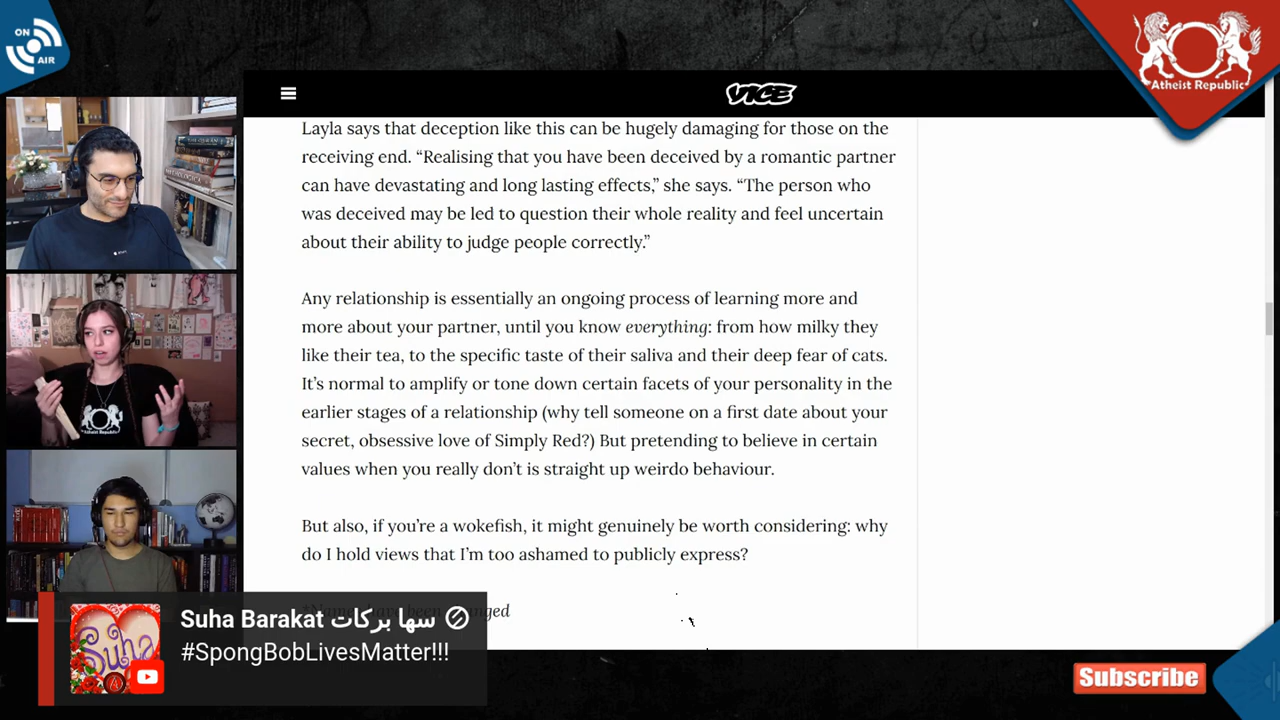 ON
AIR
VICE
Atheist Republic
Layla says that deception like this can be hugely damaging for those on the
receiving end. “Realising that you have been deceived by a romantic partner
can have devastating and long lasting effects,” she says. “The person who
was deceived may be led to question their whole reality and feel uncertain
about their ability to judge people correctly.”
Any relationship is essentially an ongoing process of learning more and
more about your partner, until you know everything: from how milky they
like their tea, to the specific taste of their saliva and their deep fear of cats.
It’s normal to amplify or tone down certain facets of your personality in the
earlier stages of a relationship (why tell someone on a first date about your
secret, obsessive love of Simply Red?) But pretending to believe in certain
values when you really don’t is straight up weirdo behaviour.
But also, if you’re a wokefish, it might genuinely be worth considering: why
do I hold views that I’m too ashamed to publicly express?
*Names have been changed
Atheist Republic
Suha
Suha Barakat سها بركات
#SpongBobLivesMatter!!!
Subscribe